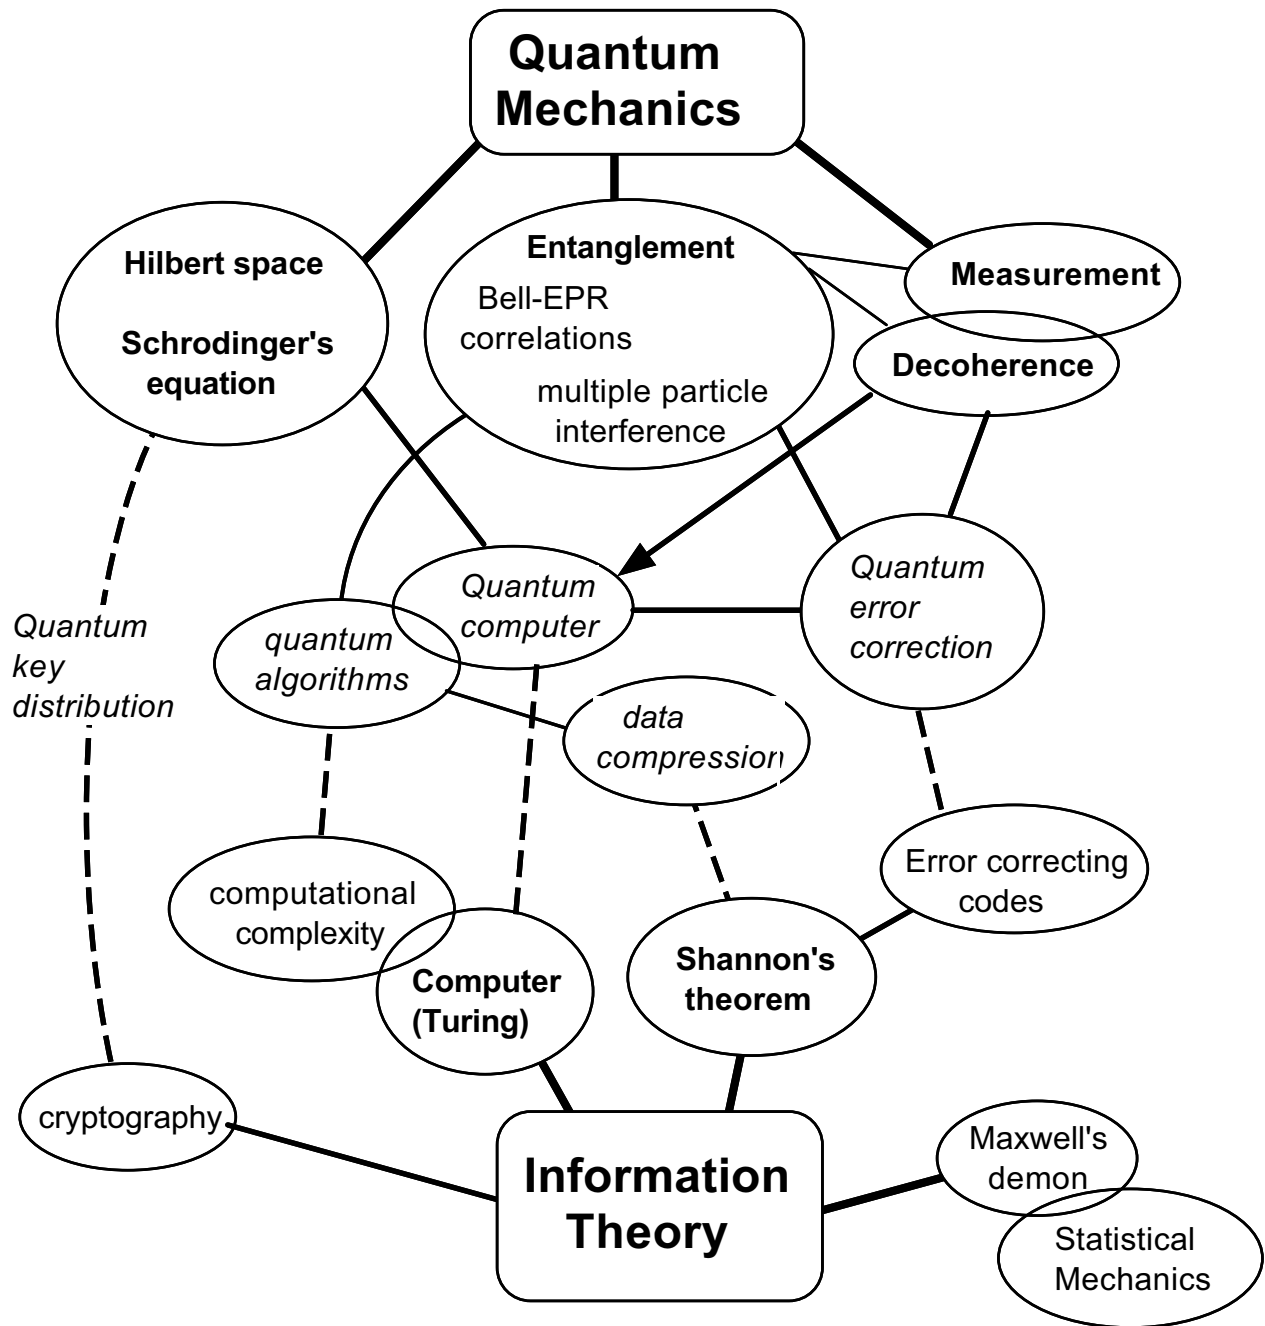 Quantum
Mechanics
Hilbert space
Schrodinger's
equation
Entanglement
Bell-EPR
correlations
multiple particle
interference
Measurement
Decoherence
Quantum
key
distribution
quantum
algorithms
Quantum
computer
Quantum
error
correction
data
compression
computational
complexity
Computer
(Turing)
Shannon's
theorem
Error correcting
codes
cryptography
Information
Theory
Maxwell's
demon
Statistical
Mechanics